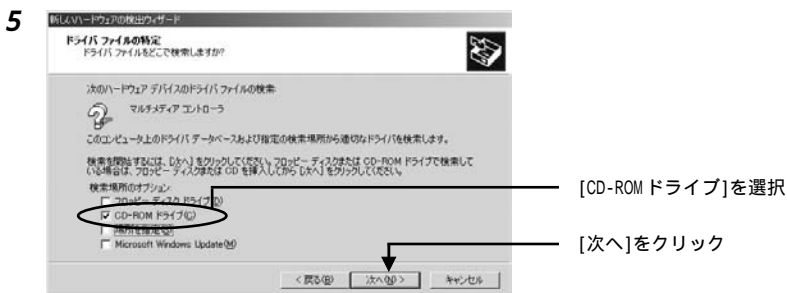 5
新しいハードウェアの検出ウィザード
ドライバ ファイルの特定
ドライバ ファイルをどこで検索しますか?
次のハードウェア デバイスのドライバ ファイルの検索:
マルチメディア コントローラ
このコンピュータ上のドライバ データベースおよび指定の検索場所から適切なドライバを検索します。
検索を開始するには、[次へ] をクリックしてください。フロッピー ディスクまたは CD-ROM ドライブで検索して
いる場合は、フロッピー ディスクまたは CD を挿入してから [次へ] をクリックしてください。
検索場所のオプション:
フロッピー ディスク ドライブ(D)
CD-ROM ドライブ(C)
場所を指定(S)
Microsoft Windows Update(M)
< 戻る(B)
次へ(N) >
キャンセル
[CD-ROMドライブ]を選択
[次へ]をクリック